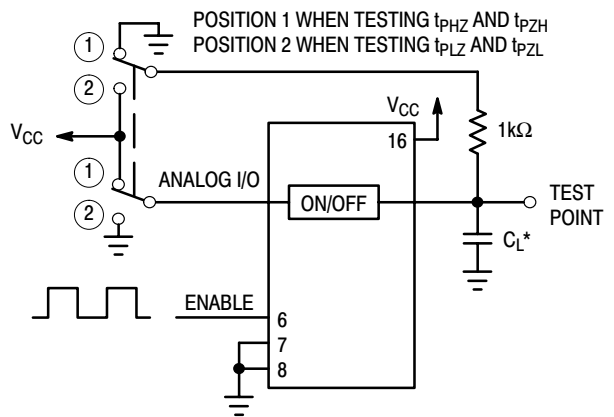 POSITION 1 WHEN TESTING tPHZ AND tPZH
POSITION 2 WHEN TESTING tPLZ AND tPZL
1
2
VCC
1
2
ANALOG I/O
ON/OFF
VCC
16
1kΩ
TEST
POINT
CL*
ENABLE
6
7
8